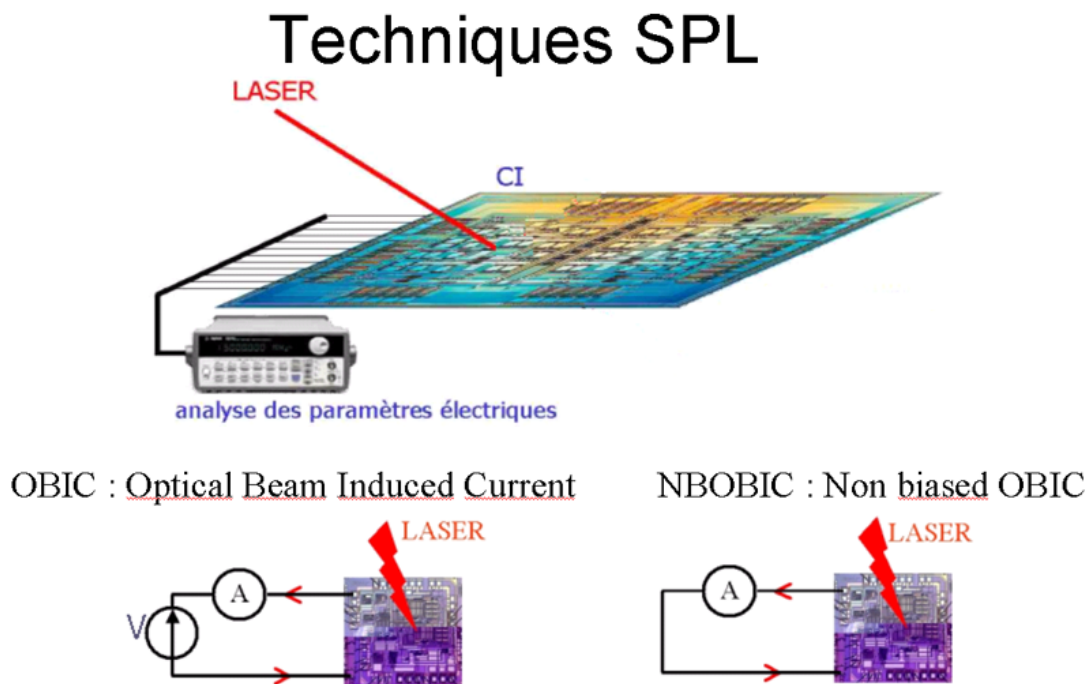 Techniques SPL
LASER
CI
analyse des paramètres électriques
OBIC : Optical Beam Induced Current
NBOBIC : Non biased OBIC
LASER
LASER
A
A
V